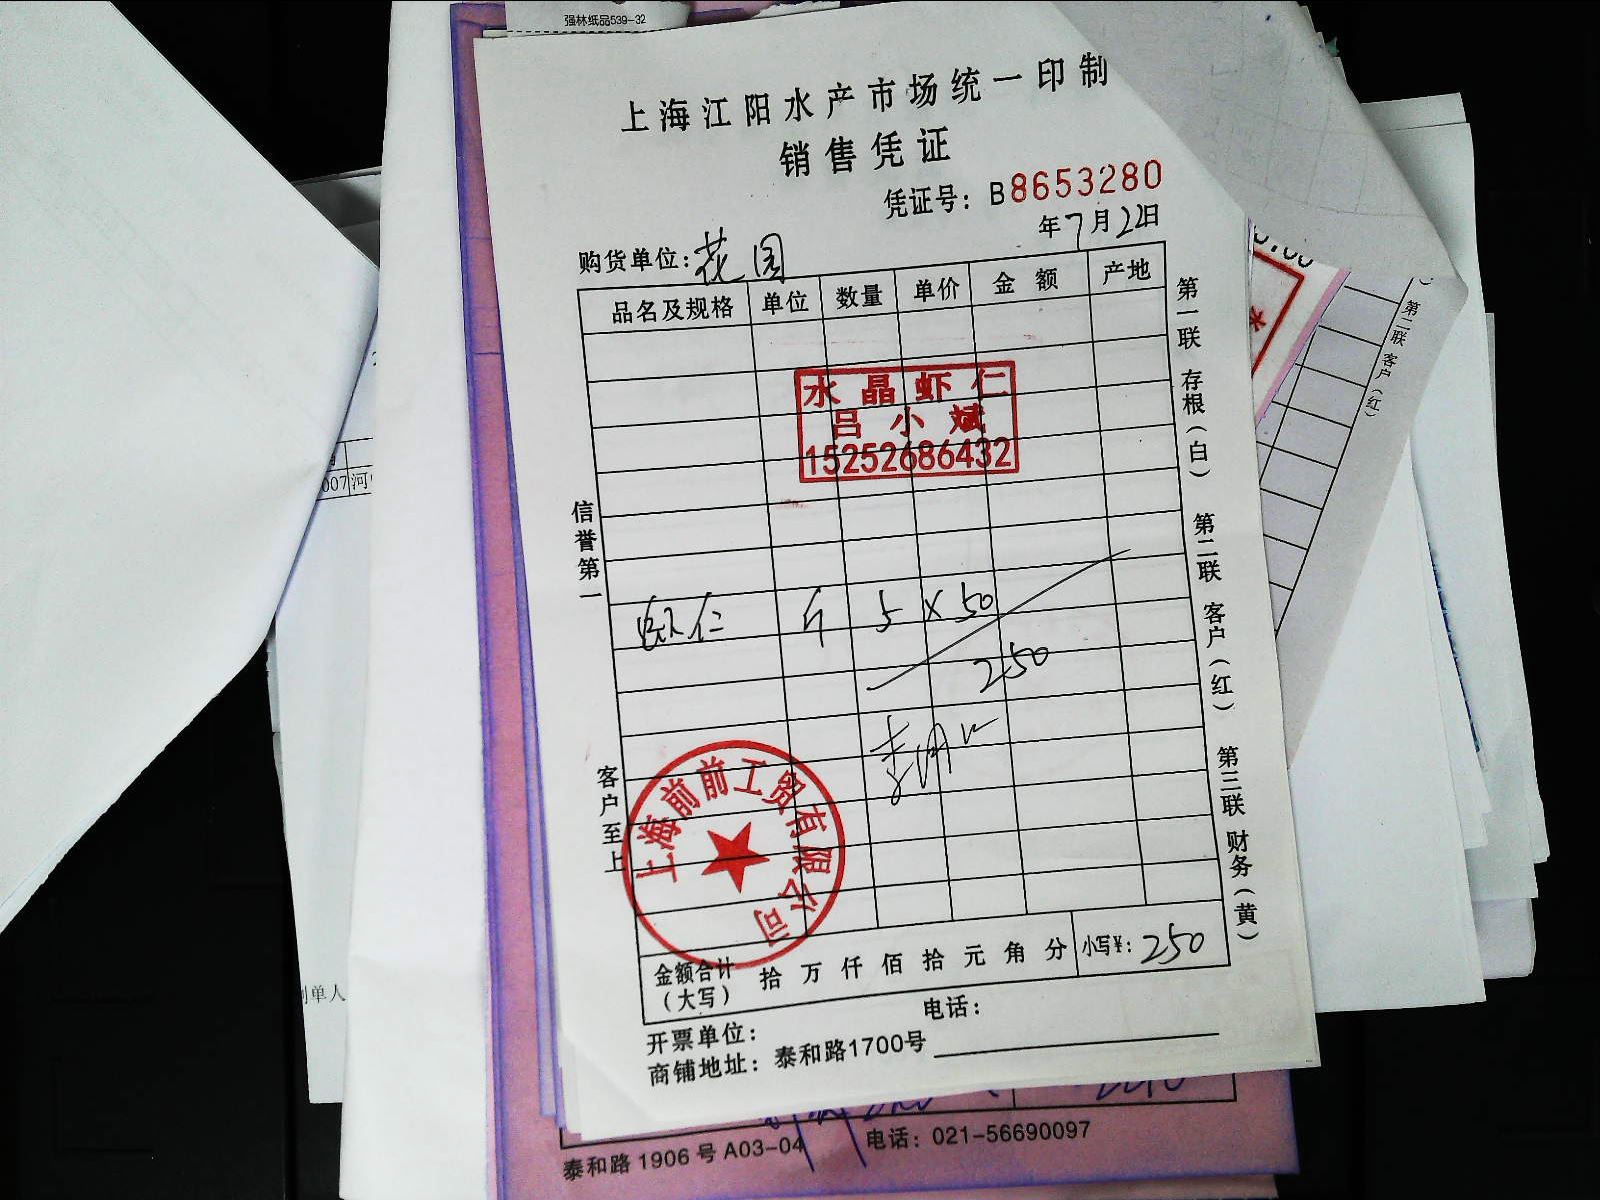 强林纸品539-32
上海江阳水产市场统一印制
销售凭证
凭证号：B8653280
年7月22日
购货单位：花园
品名及规格 单位 数量 单价 金额 产地
水晶虾仁
吕小斌
15252686432
虾仁 斤 5 × 50
250
信誉第一
客户至上
第一联 存根（白） 第二联 客户（红） 第三联 财务（黄）
上海前前工贸有限公司
金额合计（大写） 拾 万 仟 佰 拾 元 角 分 小写¥：250
开票单位： 电话：
商铺地址：泰和路1700号
泰和路1906号A03-04 电话：021-56690097
第二联 客户（红）
007 河
制单人